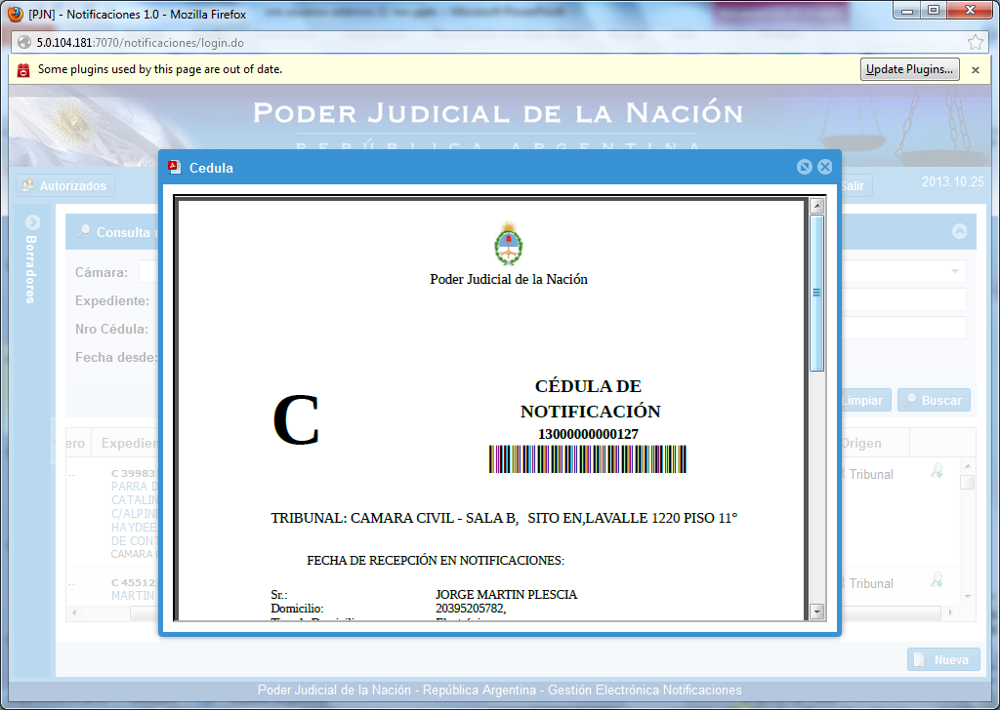 [PJN] - Notificaciones 1.0 - Mozilla Firefox
5.0.104.181:7070/notificaciones/login.do
Some plugins used by this page are out of date.
Update Plugins...
PODER JUDICIAL DE LA NACIÓN
REPÚBLICA ARGENTINA
Autorizados
Salir
2013.10.25
Cedula
Borradores
Consulta
Cámara:
Expediente:
Nro Cédula:
Fecha desde:
Limpiar
Buscar
Poder Judicial de la Nación
C
CÉDULA DE
NOTIFICACIÓN
13000000000127
TRIBUNAL: CAMARA CIVIL - SALA B, SITO EN,LAVALLE 1220 PISO 11°
FECHA DE RECEPCIÓN EN NOTIFICACIONES:
Sr.: JORGE MARTIN PLESCIA
Domicilio: 20395205782,
ero Expedien Origen
C 39983
PARRA D
CATALIN
C/ALPINE
HAYDEE
DE CONT
CAMARA C
Tribunal
C 45512
MARTIN
Tribunal
Nueva
Poder Judicial de la Nación - República Argentina - Gestión Electrónica Notificaciones